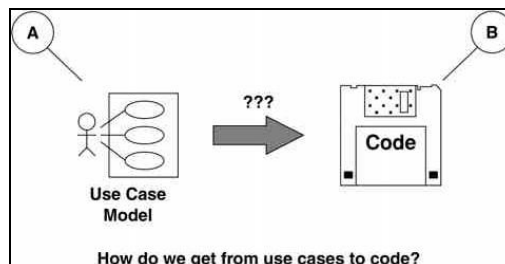 A
B
???
Code
Use Case
Model
How do we get from use cases to code?